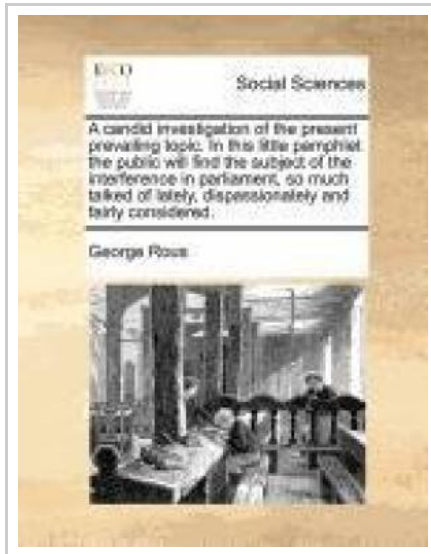 ECCO
Social Sciences
A candid investigation of the present
prevailing topic. In this little pamphlet
the public will find the subject of the
interference in parliament, so much
talked of lately, dispassionately and
fairly considered.
George Rous